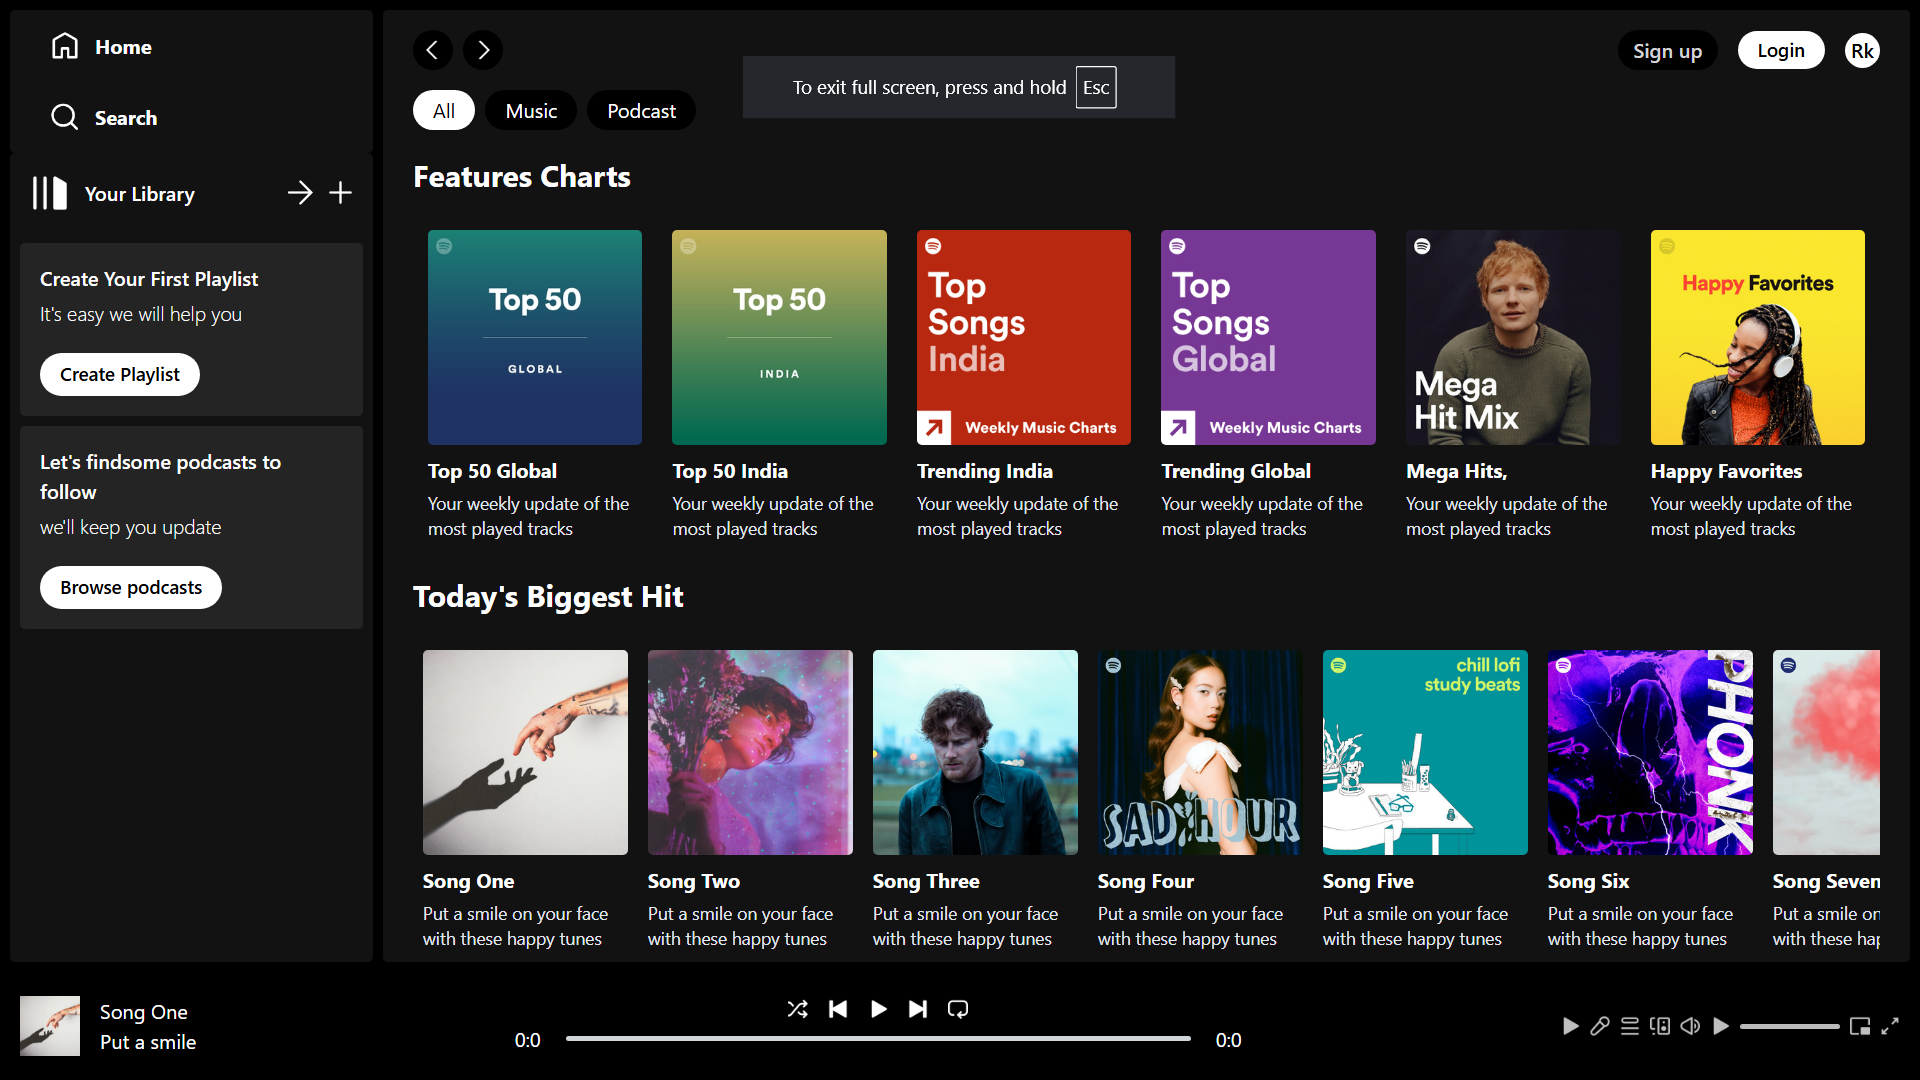 Home
Search
Your Library
Create Your First Playlist
It's easy we will help you
Create Playlist
Let's findsome podcasts to
follow
we'll keep you update
Browse podcasts
Sign up
Login
Rk
To exit full screen, press and hold Esc
All
Music
Podcast
Features Charts
Top 50
GLOBAL
Top 50 Global
Your weekly update of the
most played tracks
Top 50
INDIA
Top 50 India
Your weekly update of the
most played tracks
Top
Songs
India
Weekly Music Charts
Trending India
Your weekly update of the
most played tracks
Top
Songs
Global
Weekly Music Charts
Trending Global
Your weekly update of the
most played tracks
Mega
Hit Mix
Mega Hits,
Your weekly update of the
most played tracks
Happy Favorites
Happy Favorites
Your weekly update of the
most played tracks
Today's Biggest Hit
Song One
Put a smile on your face
with these happy tunes
Song Two
Put a smile on your face
with these happy tunes
Song Three
Put a smile on your face
with these happy tunes
SAD HOUR
Song Four
Put a smile on your face
with these happy tunes
chill lofi
study beats
Song Five
Put a smile on your face
with these happy tunes
PHONK
Song Six
Put a smile on your face
with these happy tunes
Song Seven
Put a smile on
with these hap
Song One
Put a smile
0:0
0:0